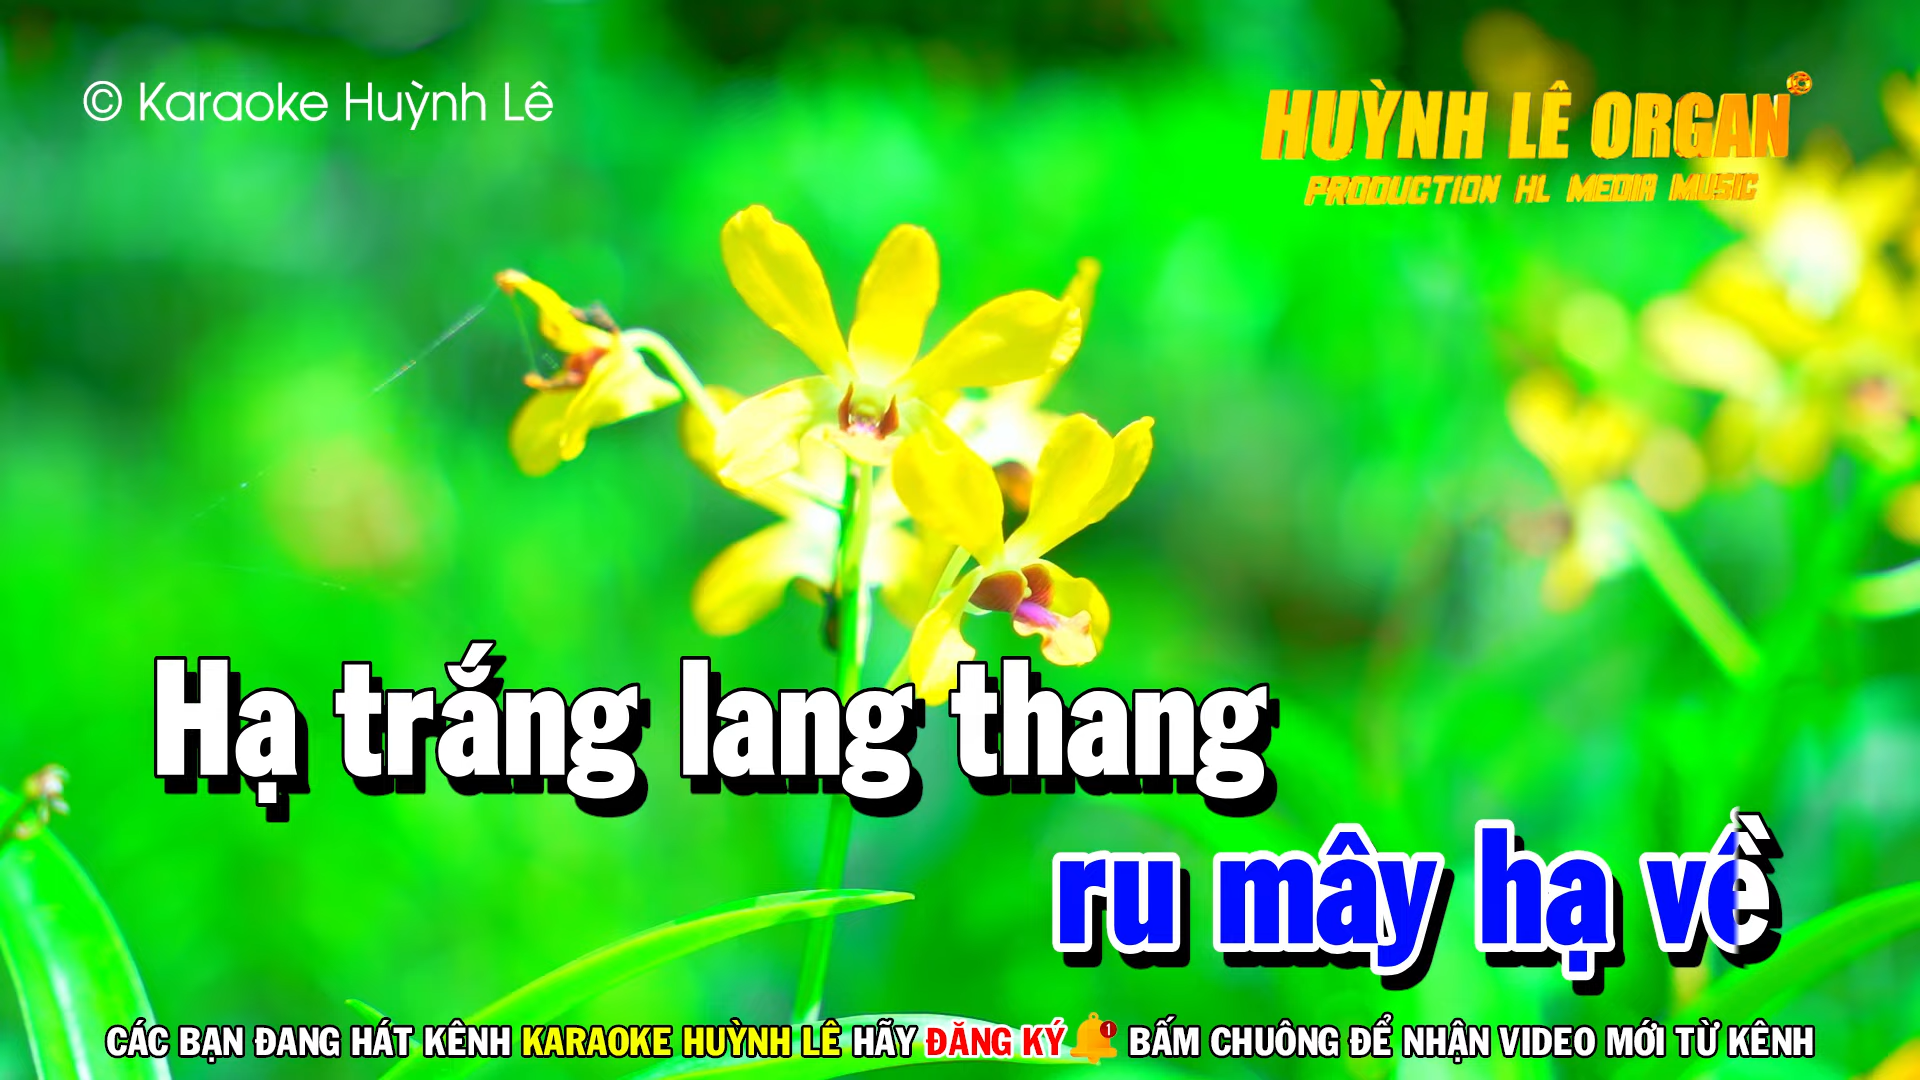 © Karaoke Huỳnh Lê
HUỲNH LÊ ORGAN
PRODUCTION HL MEDIA MUSIC
Hạ trắng lang thang
ru mây hạ về
CÁC BẠN ĐANG HÁT KÊNH KARAOKE HUỲNH LÊ HÃY ĐĂNG KÝ 1 BẤM CHUÔNG ĐỂ NHẬN VIDEO MỚI TỪ KÊNH